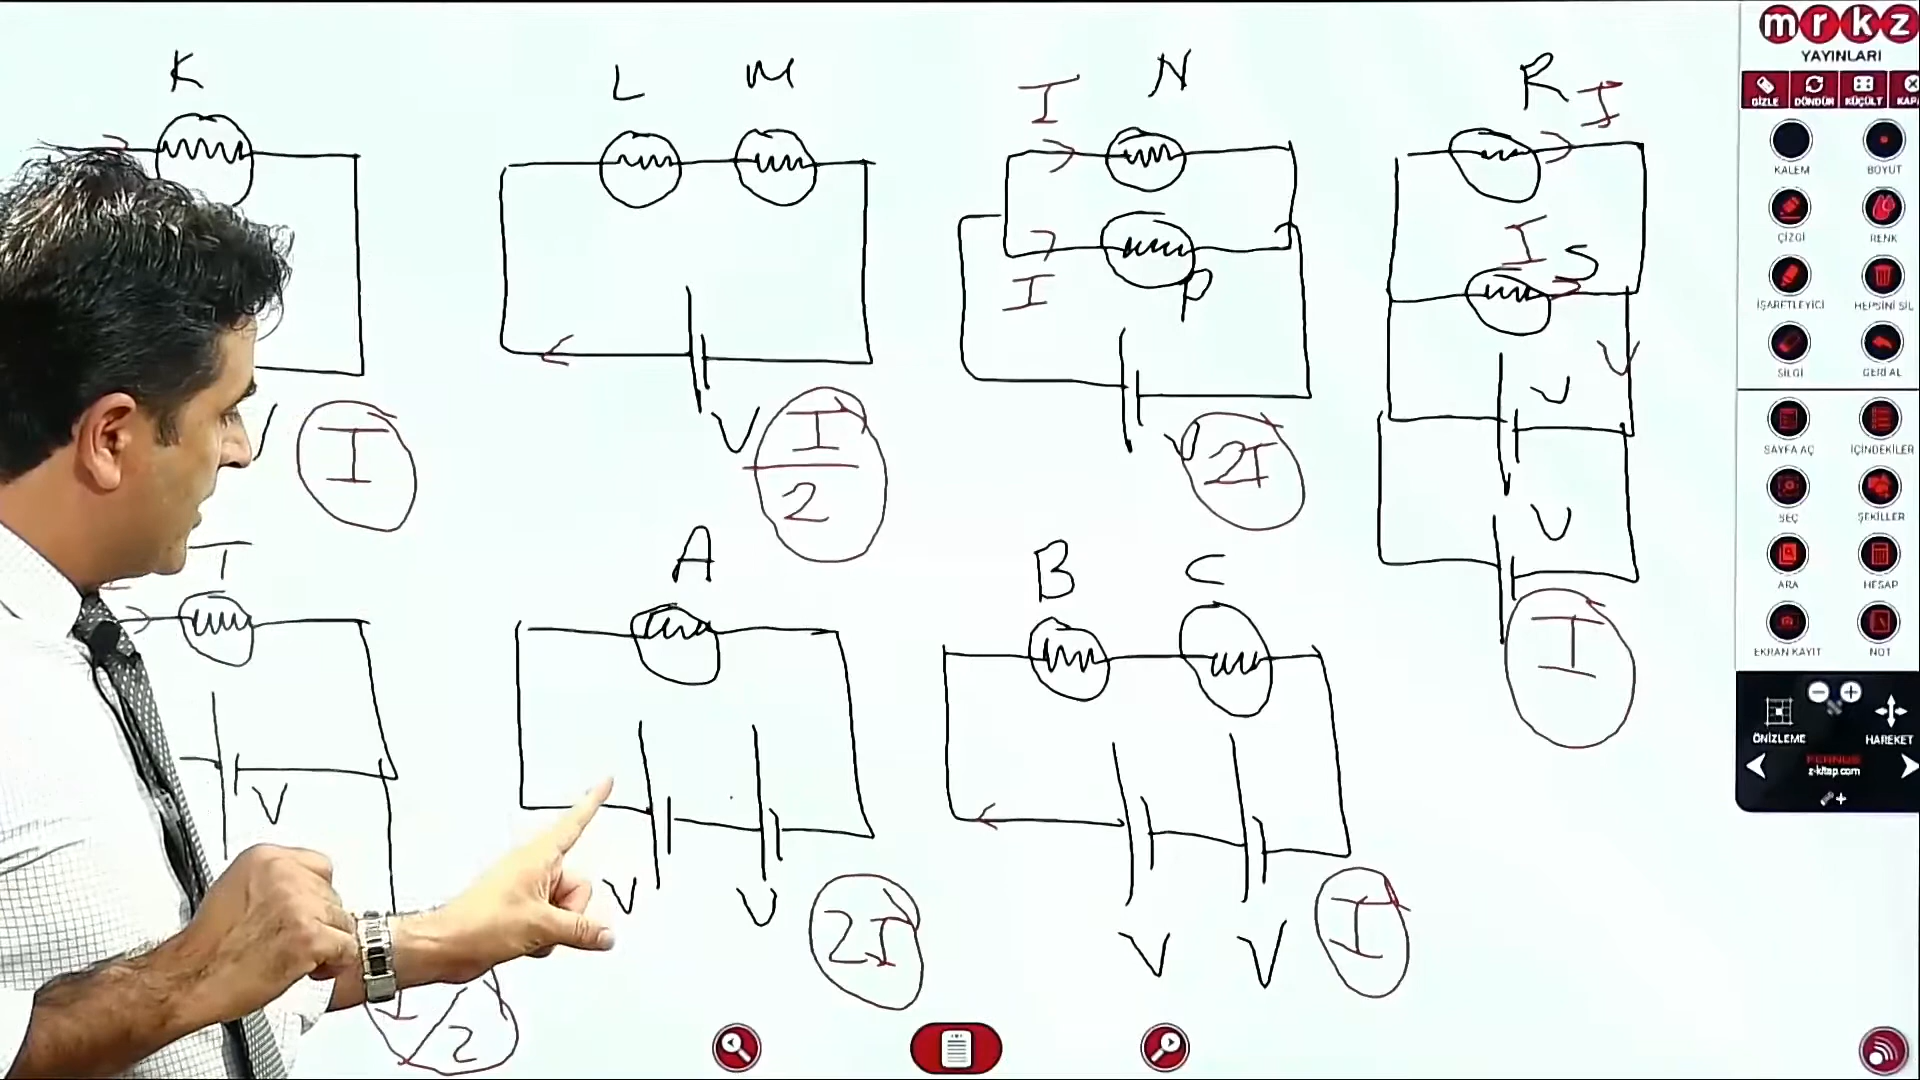 K
I
L M
V
I
2
I N
I
P
V
2I
R I
I S
V
V
V
I
T
V
I/2
A
V V
2I
B C
V V
I
mrkz
YAYINLARI
GİZLE DÖNDÜR KÜÇÜLT KAPA
KALEM BOYUT
ÇİZGİ RENK
İŞARETLEYİCİ HEPSİNİ SİL
SİLGİ GERİ AL
SAYFA AÇ İÇİNDEKİLER
SEÇ ŞEKİLLER
ARA HESAP
EKRAN KAYIT NOT
ÖNİZLEME HAREKET
FERNUS
z-kitap.com